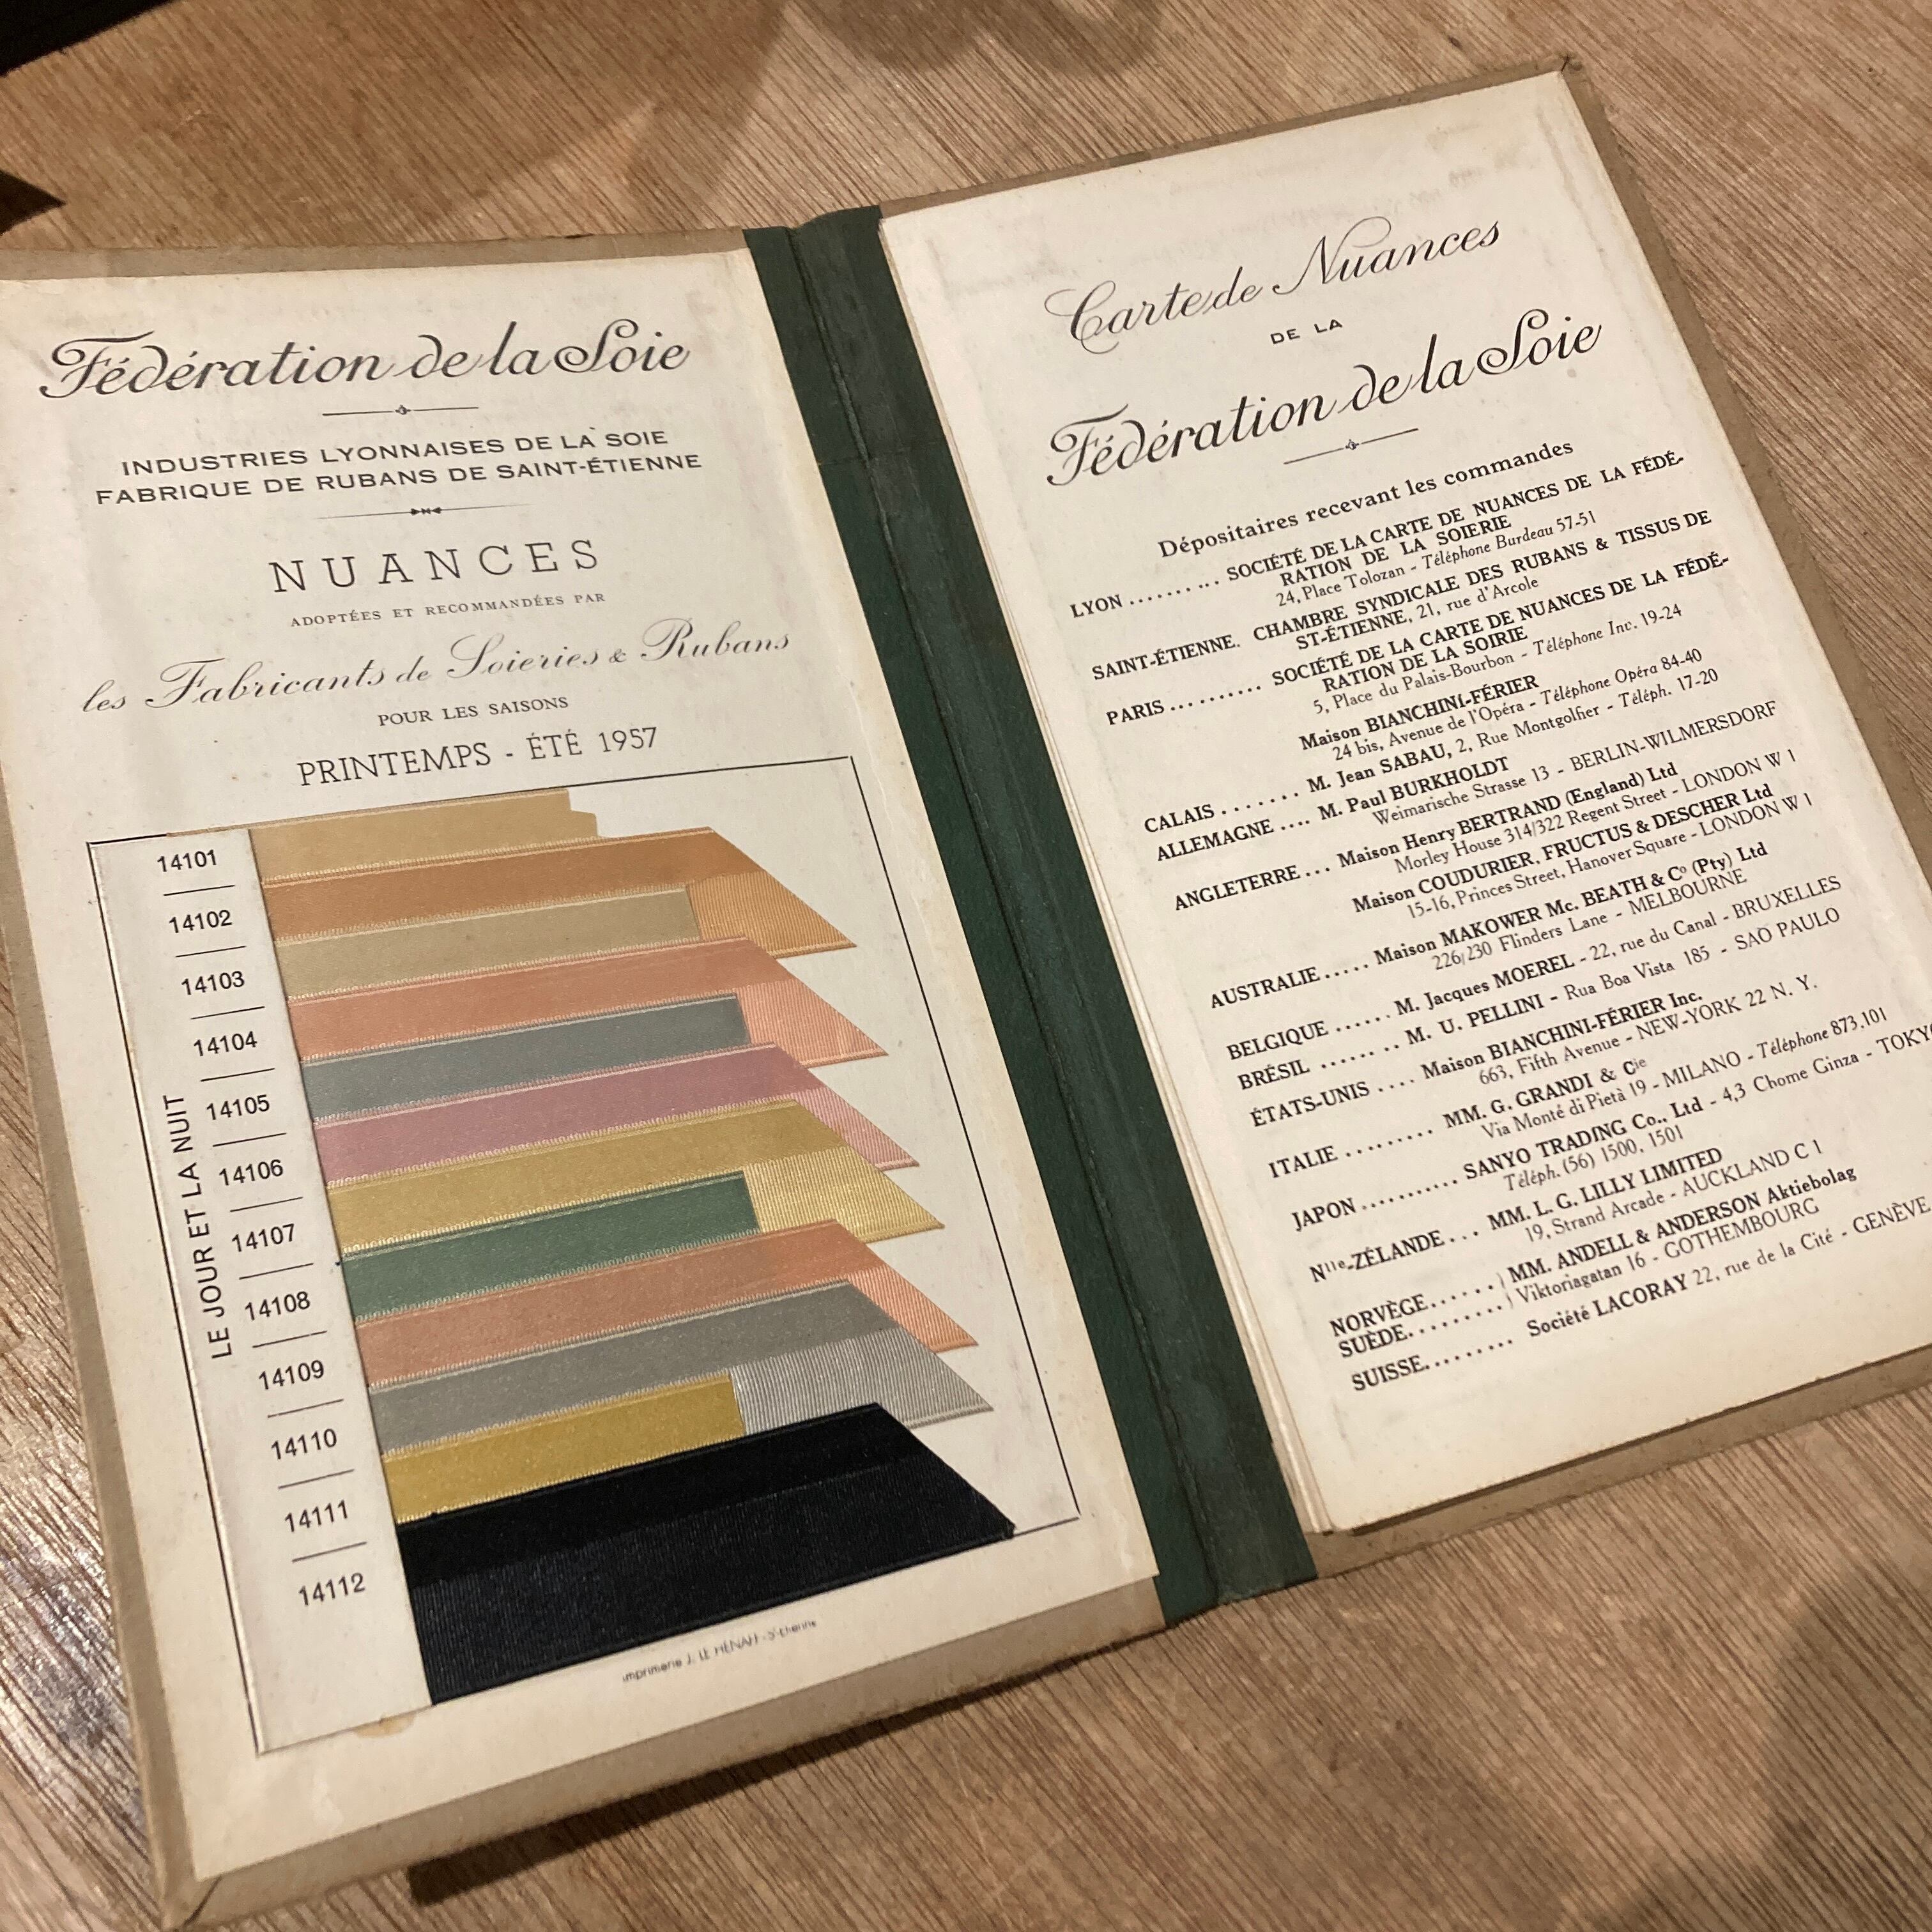 Fédération de la Soie
INDUSTRIES LYONNAISES DE LA SOIE
FABRIQUE DE RUBANS DE SAINT-ÉTIENNE
NUANCES
ADOPTÉES ET RECOMMANDÉES PAR
les Fabricants de Soieries & Rubans
POUR LES SAISONS
PRINTEMPS - ÉTÉ 1957
LE JOUR ET LA NUIT
14101
14102
14103
14104
14105
14106
14107
14108
14109
14110
14111
14112
Imprimerie J. LE HÉNAFF - St-Etienne
Carte de Nuances
DE LA
Fédération de la Soie
Dépositaires recevant les commandes
LYON .......... SOCIÉTÉ DE LA CARTE DE NUANCES DE LA FÉDÉ-
RATION DE LA SOIERIE
24, Place Tolozan - Téléphone Burdeau 57-51
SAINT-ÉTIENNE. CHAMBRE SYNDICALE DES RUBANS & TISSUS DE
ST-ÉTIENNE, 21, rue d'Arcole
PARIS .......... SOCIÉTÉ DE LA CARTE DE NUANCES DE LA FÉDÉ-
RATION DE LA SOIRIE
5, Place du Palais-Bourbon - Téléphone Inv. 19-24
Maison BIANCHINI-FÉRIER
24 bis, Avenue de l'Opéra - Téléphone Opéra 84-40
CALAIS ....... M. Jean SABAU, 2, Rue Montgolfier - Téléph. 17-20
ALLEMAGNE .... M. Paul BURKHOLDT
Weimarische Strasse 13 - BERLIN-WILMERSDORF
ANGLETERRE ... Maison Henry BERTRAND (England) Ltd
Morley House 314/322 Regent Street - LONDON W 1
Maison COUDURIER, FRUCTUS & DESCHER Ltd
15-16, Princes Street, Hanover Square - LONDON W 1
AUSTRALIE ..... Maison MAKOWER Mc. BEATH & Co (Pty) Ltd
226/230 Flinders Lane - MELBOURNE
BELGIQUE ...... M. Jacques MOEREL - 22, rue du Canal - BRUXELLES
BRÉSIL ........ M. U. PELLINI - Rua Boa Vista 185 - SAO PAULO
ÉTATS-UNIS .... Maison BIANCHINI-FÉRIER Inc.
663, Fifth Avenue - NEW-YORK 22 N. Y.
ITALIE ......... MM. G. GRANDI & Cie
Via Monté di Pietà 19 - MILANO - Téléphone 873.101
JAPON ........... SANYO TRADING Co., Ltd - 4,3 Chome Ginza - TOKYO
Téléph. (56) 1500, 1501
Nlle-ZÉLANDE... MM. L. G. LILLY LIMITED
19, Strand Arcade - AUCKLAND C 1
NORVÈGE...... ) MM. ANDELL & ANDERSON Aktiebolag
SUÈDE......... ) Viktoriagatan 16 - GOTHEMBOURG
SUISSE......... Société LACORAY 22, rue de la Cité - GENÈVE